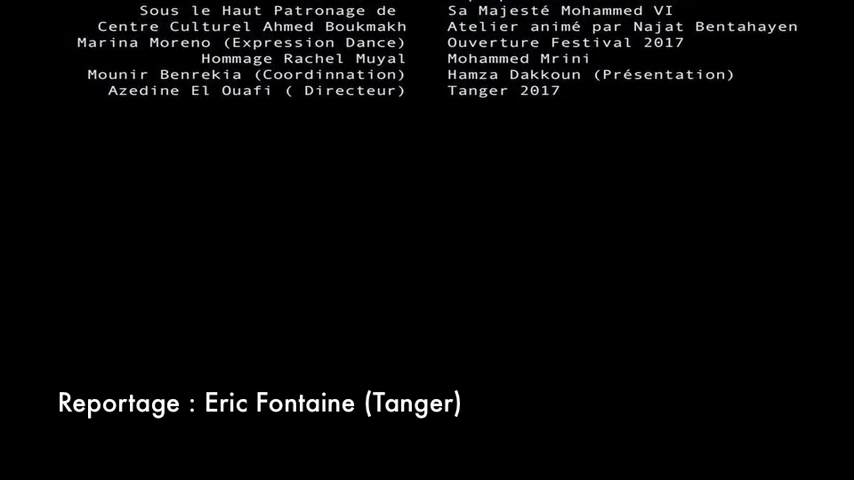 Sous le Haut Patronage de Sa Majesté Mohammed VI
Centre Culturel Ahmed Boukmakh Atelier animé par Najat Bentahayen
Marina Moreno (Expression Dance) Ouverture Festival 2017
Hommage Rachel Muyal Mohammed Mrini
Mounir Benrekia (Coordinnation) Hamza Dakkoun (Présentation)
Azedine El Ouafi ( Directeur) Tanger 2017
Reportage : Eric Fontaine (Tanger)